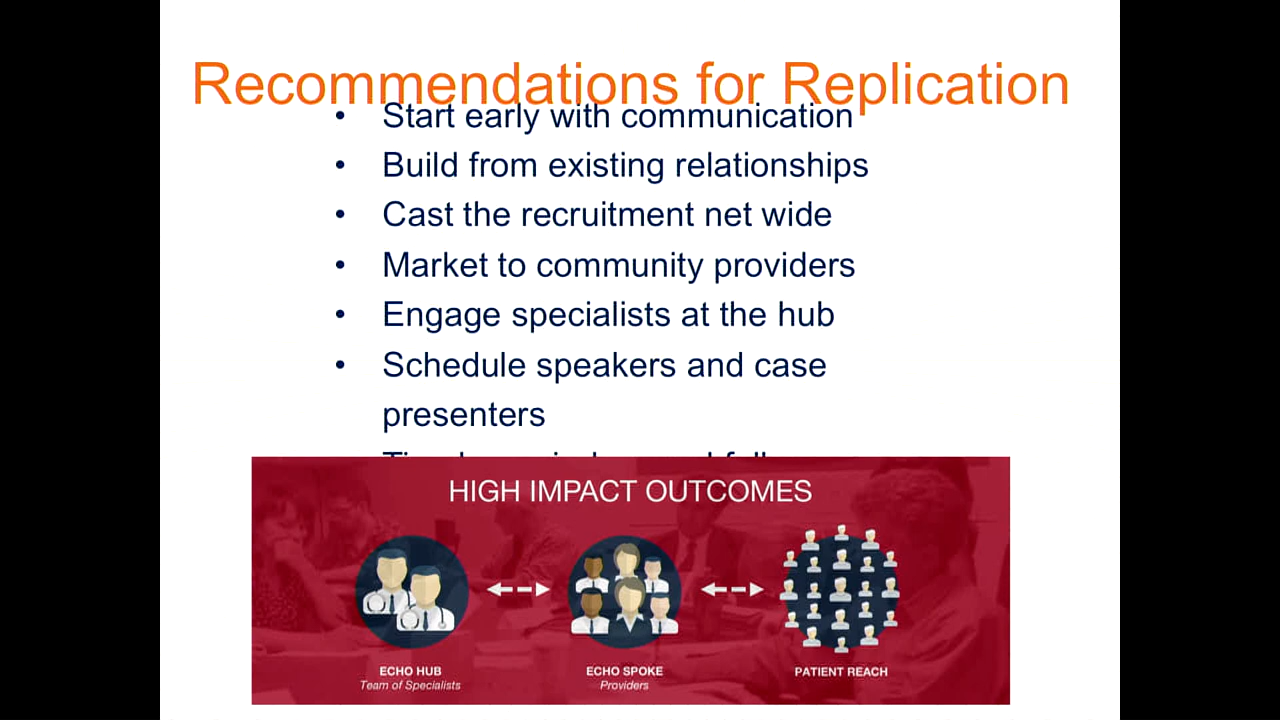 Recommendations for Replication
• Start early with communication
• Build from existing relationships
• Cast the recruitment net wide
• Market to community providers
• Engage specialists at the hub
• Schedule speakers and case
presenters
HIGH IMPACT OUTCOMES
ECHO HUB
Team of Specialists
ECHO SPOKE
Providers
PATIENT REACH